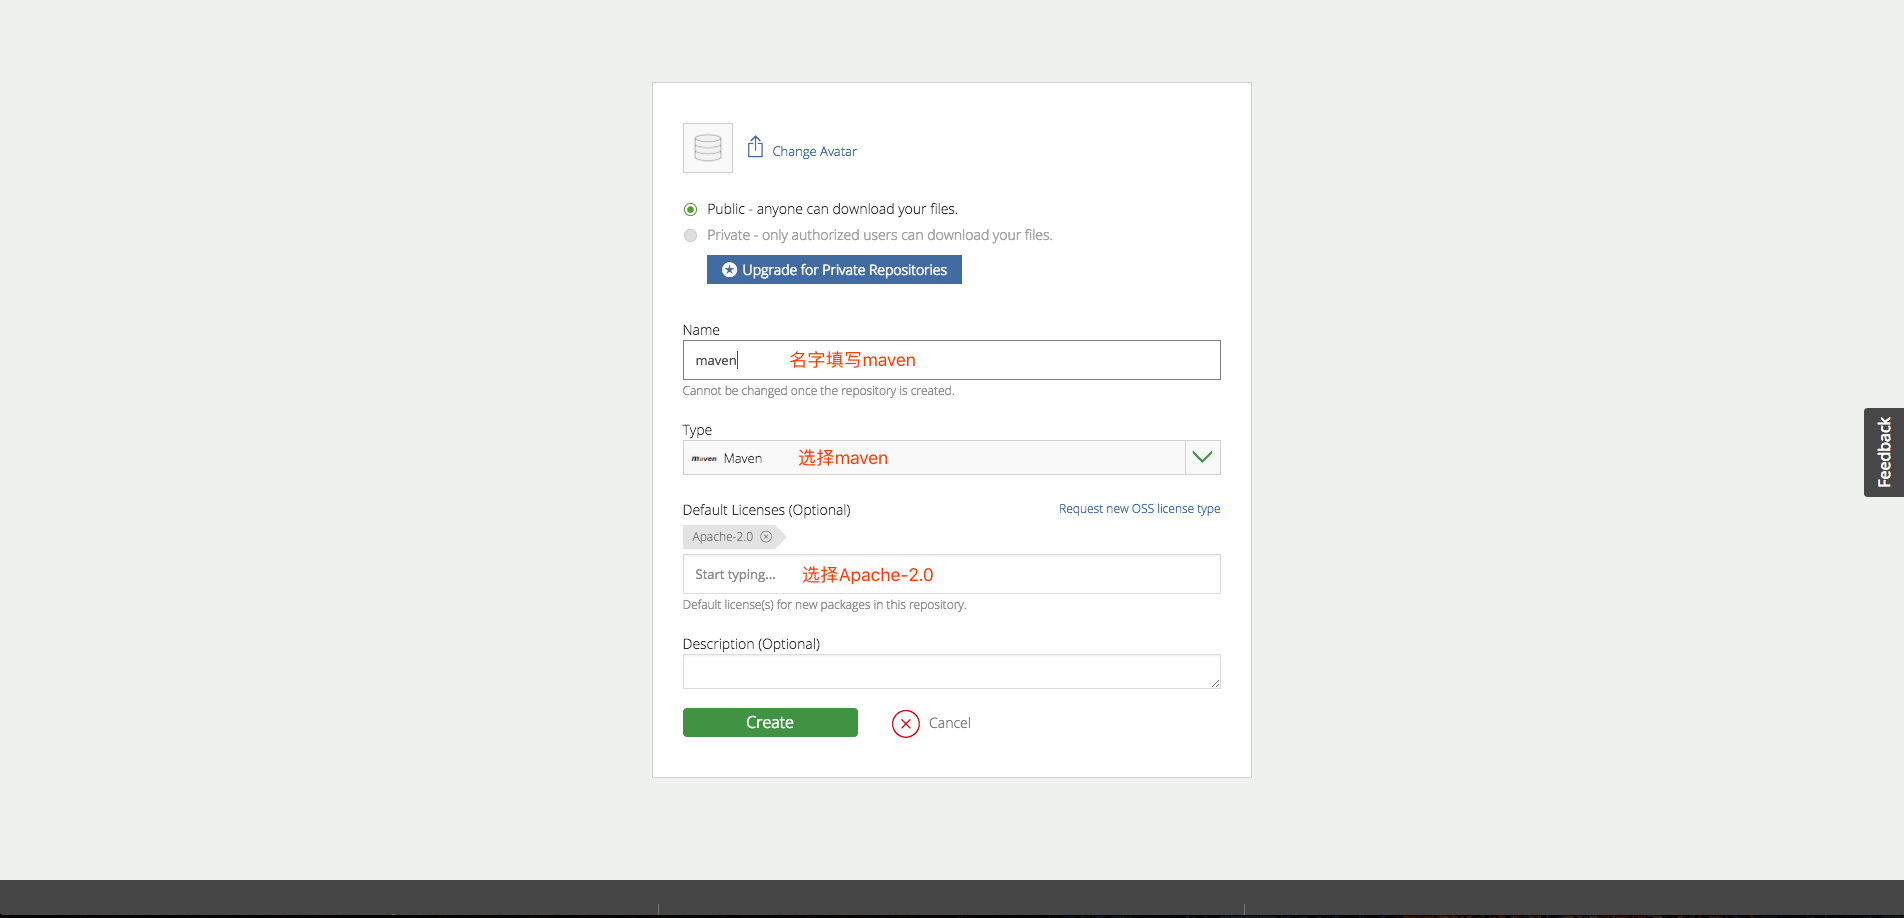 Change Avatar
Public - anyone can download your files.
Private - only authorized users can download your files.
Upgrade for Private Repositories
Name
maven 名字填写maven
Cannot be changed once the repository is created.
Type
maven Maven 选择maven
Default Licenses (Optional) Request new OSS license type
Apache-2.0
Start typing... 选择Apache-2.0
Default license(s) for new packages in this repository.
Description (Optional)
Create Cancel
Feedback